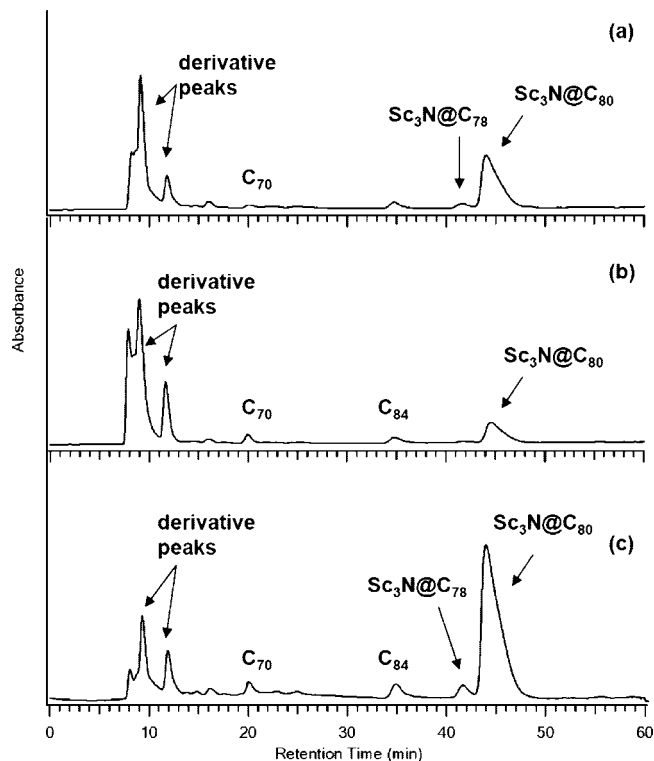 (a)
derivative
peaks
Sc₃N@C₇₈
Sc₃N@C₈₀
C₇₀
(b)
derivative
peaks
Sc₃N@C₈₀
C₇₀
C₈₄
Absorbance
(c)
derivative
peaks
Sc₃N@C₈₀
Sc₃N@C₇₈
C₇₀
C₈₄
0 10 20 30 40 50 60
Retention Time (min)